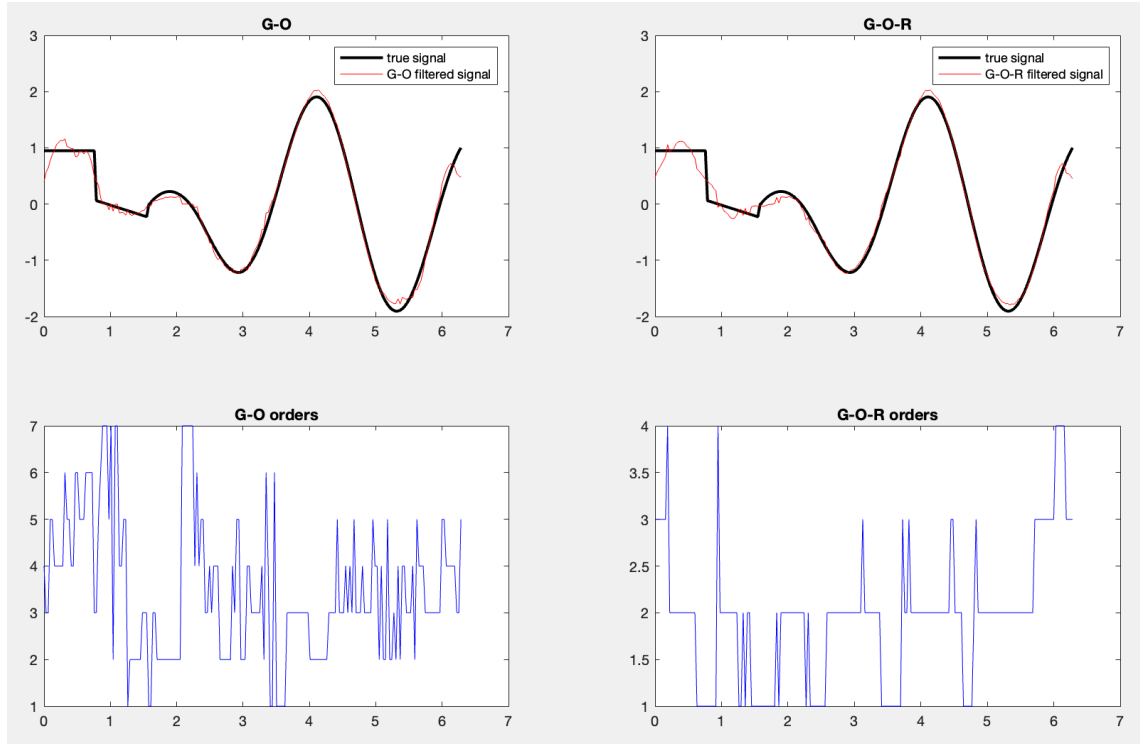 G-O
3
2
1
0
-1
-2
0 1 2 3 4 5 6 7
true signal
G-O filtered signal
G-O-R
3
2
1
0
-1
-2
0 1 2 3 4 5 6 7
true signal
G-O-R filtered signal
G-O orders
7
6
5
4
3
2
1
0 1 2 3 4 5 6 7
G-O-R orders
4
3.5
3
2.5
2
1.5
1
0 1 2 3 4 5 6 7